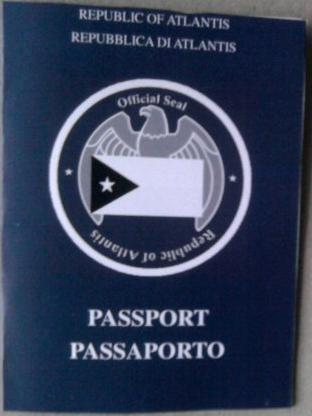 REPUBLIC OF ATLANTIS
REPUBBLICA DI ATLANTIS
Official Seal
Republic of Atlantis
PASSPORT
PASSAPORTO